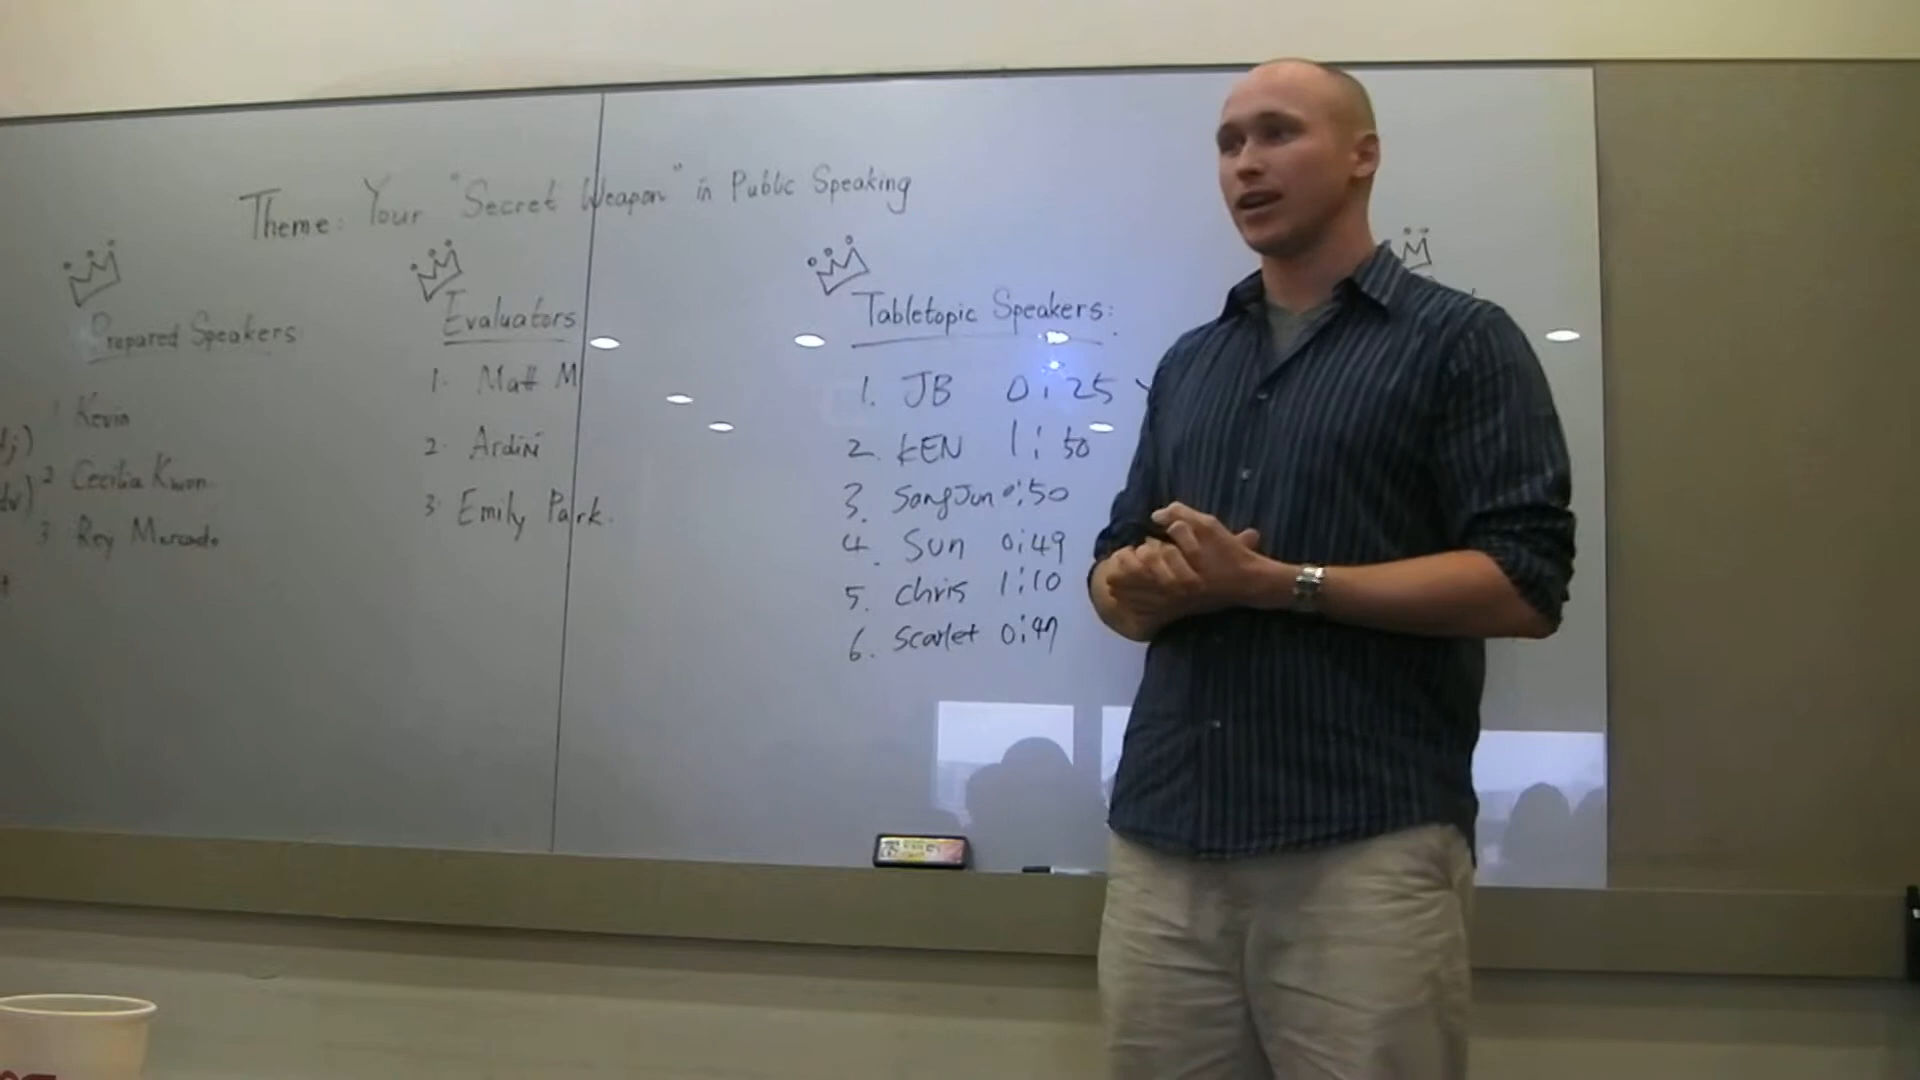 Theme: Your "Secret Weapon" in Public Speaking
Prepared Speakers
1 Kevin
2 Cecilia Kwon
3 Rey Mercado
Evaluators
1. Matt M
2. Ardini
3. Emily Park.
Tabletopic Speakers:
1. JB 0:25
2. KEN 1:50
3. SangJun 0:50
4. Sun 0:49
5. Chris 1:10
6. Scarlet 0:47